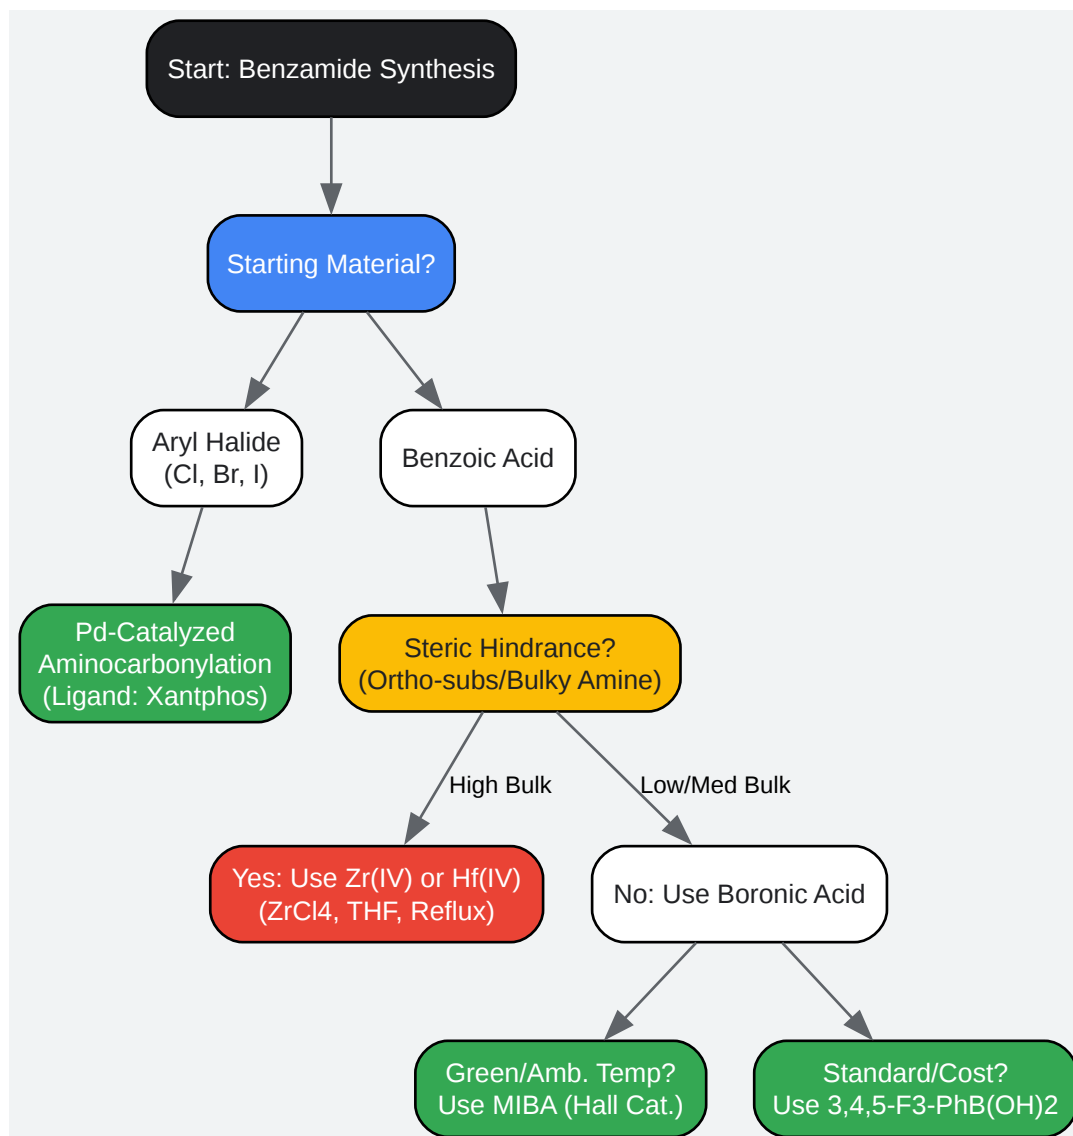 Start: Benzamide Synthesis
Starting Material?
Aryl Halide
(Cl, Br, I)
Benzoic Acid
Pd-Catalyzed
Aminocarbonylation
(Ligand: Xantphos)
Steric Hindrance?
(Ortho-subs/Bulky Amine)
High Bulk
Low/Med Bulk
Yes: Use Zr(IV) or Hf(IV)
(ZrCl4, THF, Reflux)
No: Use Boronic Acid
Green/Amb. Temp?
Use MIBA (Hall Cat.)
Standard/Cost?
Use 3,4,5-F3-PhB(OH)2